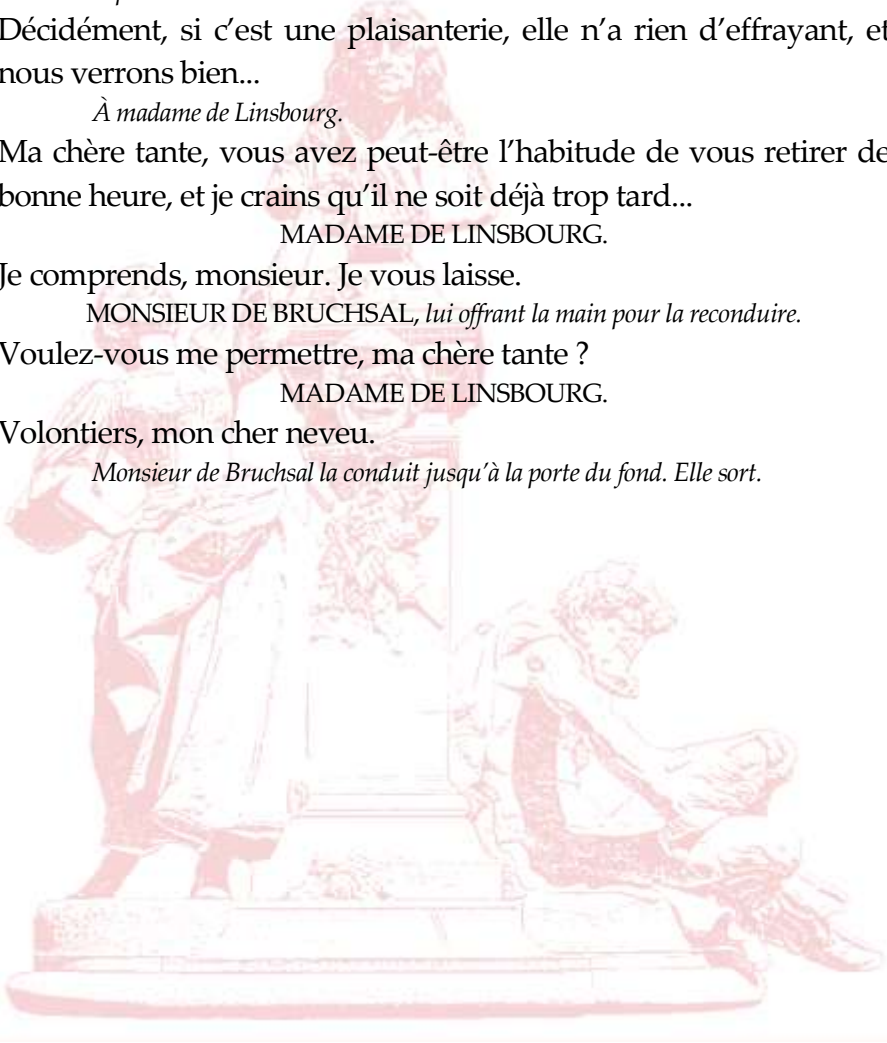 Décidément, si c’est une plaisanterie, elle n’a rien d’effrayant, et
nous verrons bien...
À madame de Linsbourg.
Ma chère tante, vous avez peut-être l’habitude de vous retirer de
bonne heure, et je crains qu’il ne soit déjà trop tard...
MADAME DE LINSBOURG.
Je comprends, monsieur. Je vous laisse.
MONSIEUR DE BRUCHSAL, lui offrant la main pour la reconduire.
Voulez-vous me permettre, ma chère tante ?
MADAME DE LINSBOURG.
Volontiers, mon cher neveu.
Monsieur de Bruchsal la conduit jusqu’à la porte du fond. Elle sort.